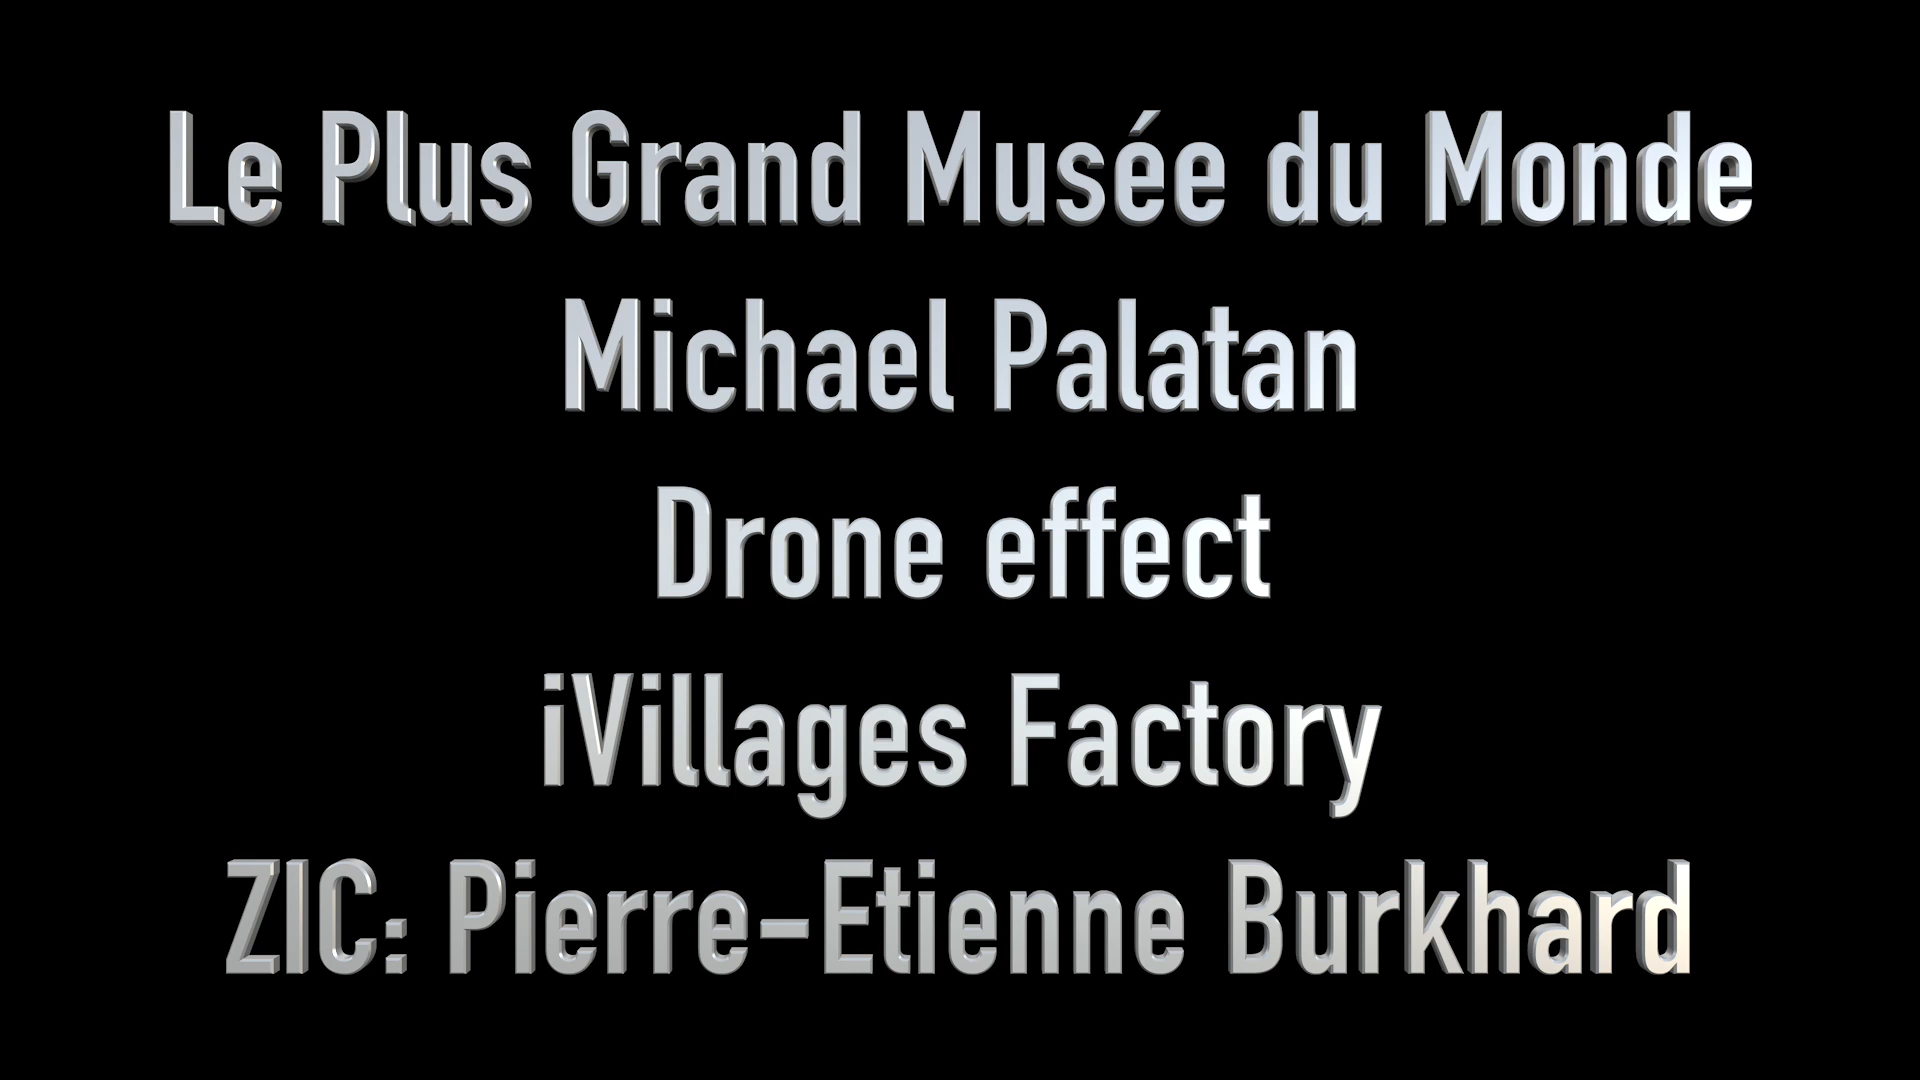 Le Plus Grand Musée du Monde
Michael Palatan
Drone effect
iVillages Factory
ZIC: Pierre-Etienne Burkhard